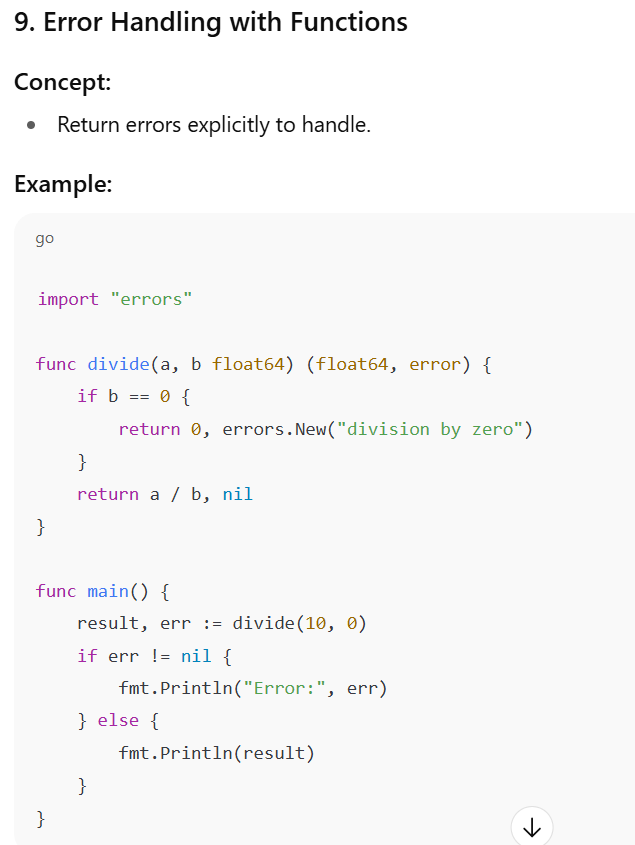 9. Error Handling with Functions
Concept:
• Return errors explicitly to handle.
Example:
go
import "errors"
func divide(a, b float64) (float64, error) {
    if b == 0 {
        return 0, errors.New("division by zero")
    }
    return a / b, nil
}
func main() {
    result, err := divide(10, 0)
    if err != nil {
        fmt.Println("Error:", err)
    } else {
        fmt.Println(result)
    }
}